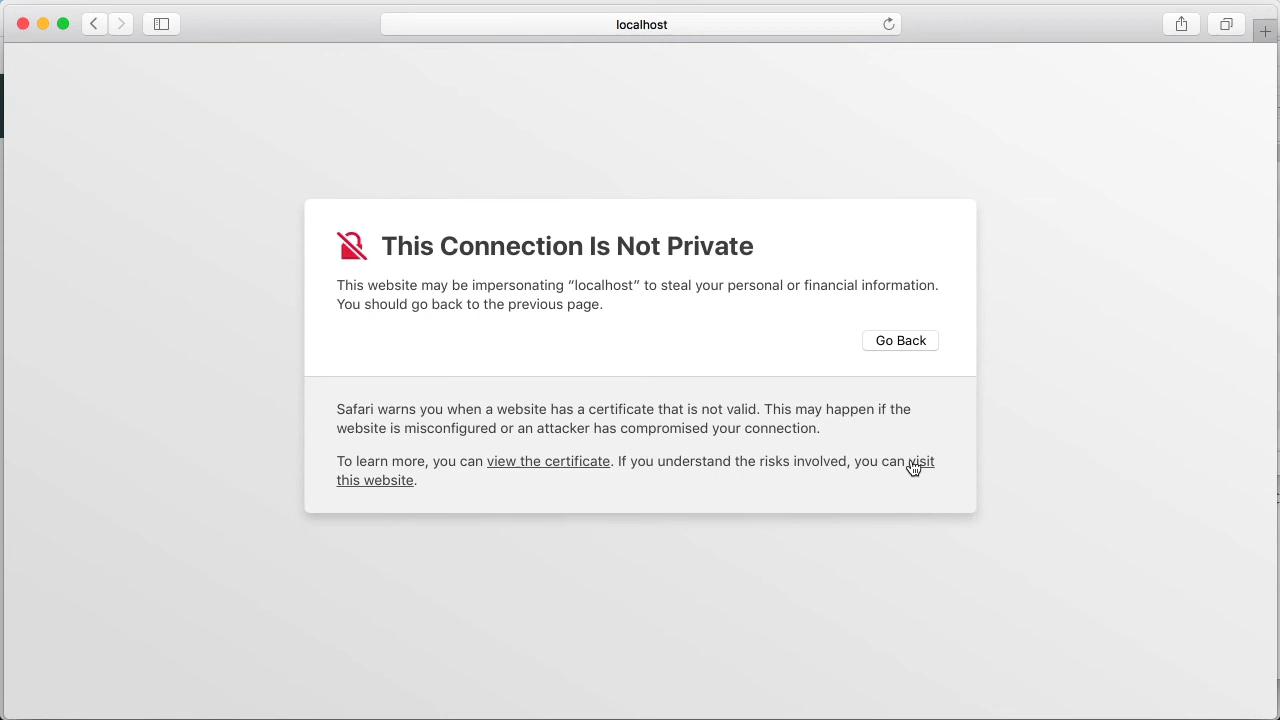 localhost
This Connection Is Not Private
This website may be impersonating “localhost” to steal your personal or financial information.
You should go back to the previous page.
Go Back
Safari warns you when a website has a certificate that is not valid. This may happen if the
website is misconfigured or an attacker has compromised your connection.
To learn more, you can view the certificate. If you understand the risks involved, you can visit
this website.